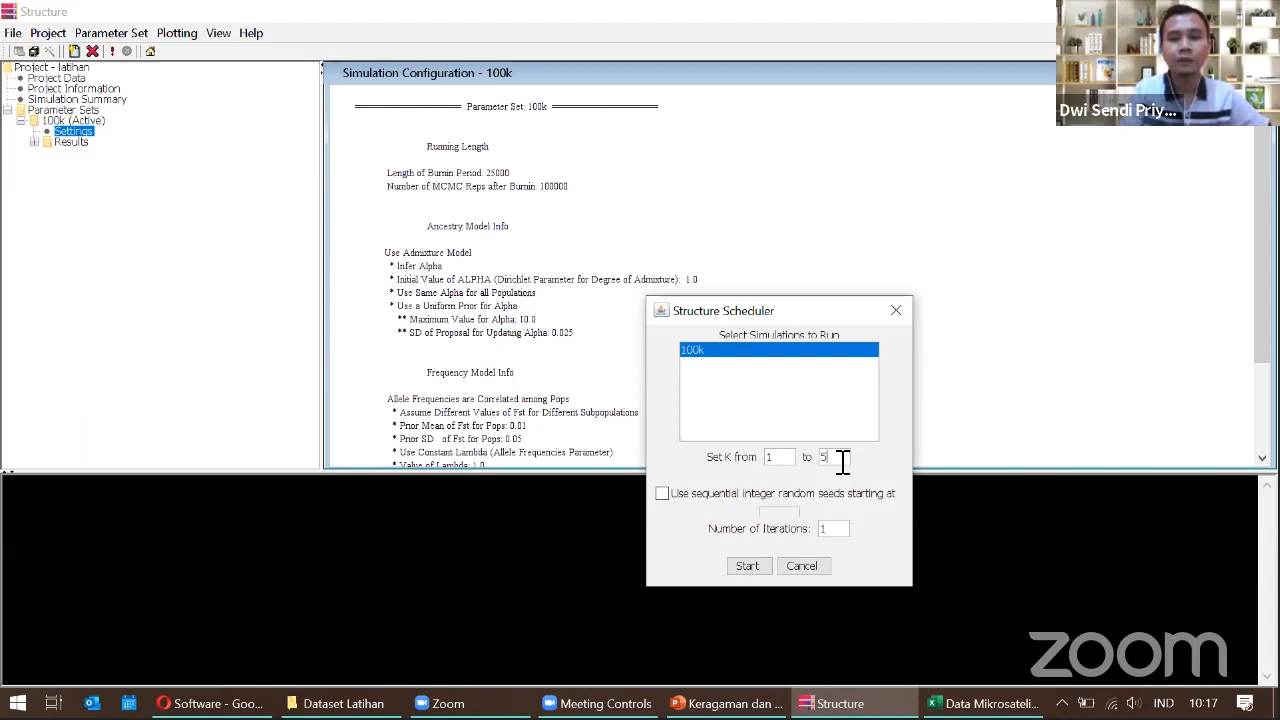 Structure
File Project Parameter Set Plotting View Help
Project - latihan
Project Data
Project Information
Simulation Summary
Parameter Sets
100k (Active)
Settings
Results
Simulation Configuration - 100k
Parameter Set: 100k
Running Length
Length of Burnin Period: 25000
Number of MCMC Reps after Burnin: 100000
Ancestry Model Info
Use Admixture Model
* Infer Alpha
* Initial Value of ALPHA (Dirichlet Parameter for Degree of Admixture): 1.0
* Use Same Alpha for all Populations
* Use a Uniform Prior for Alpha
** Maximum Value for Alpha: 10.0
** SD of Proposal for Updating Alpha: 0.025
Frequency Model Info
Allele Frequencies are Correlated among Pops
* Assume Different Values of Fst for Different Subpopulations
* Prior Mean of Fst for Pops: 0.01
* Prior SD of Fst for Pops: 0.05
* Use Constant Lambda (Allele Frequencies Parameter)
* Value of Lambda: 1.0
Structure Scheduler
Select Simulations to Run
100k
Set K from 1 to 5
Use sequential integer random seeds starting at
Number of Iterations: 1
Start Cancel
Dwi Sendi Priy...
zoom
Software - Goo... Dataset Latihan Zoom Meeting Controls Keragaman dan ... Structure Data Mikrosateli... IND 10:17